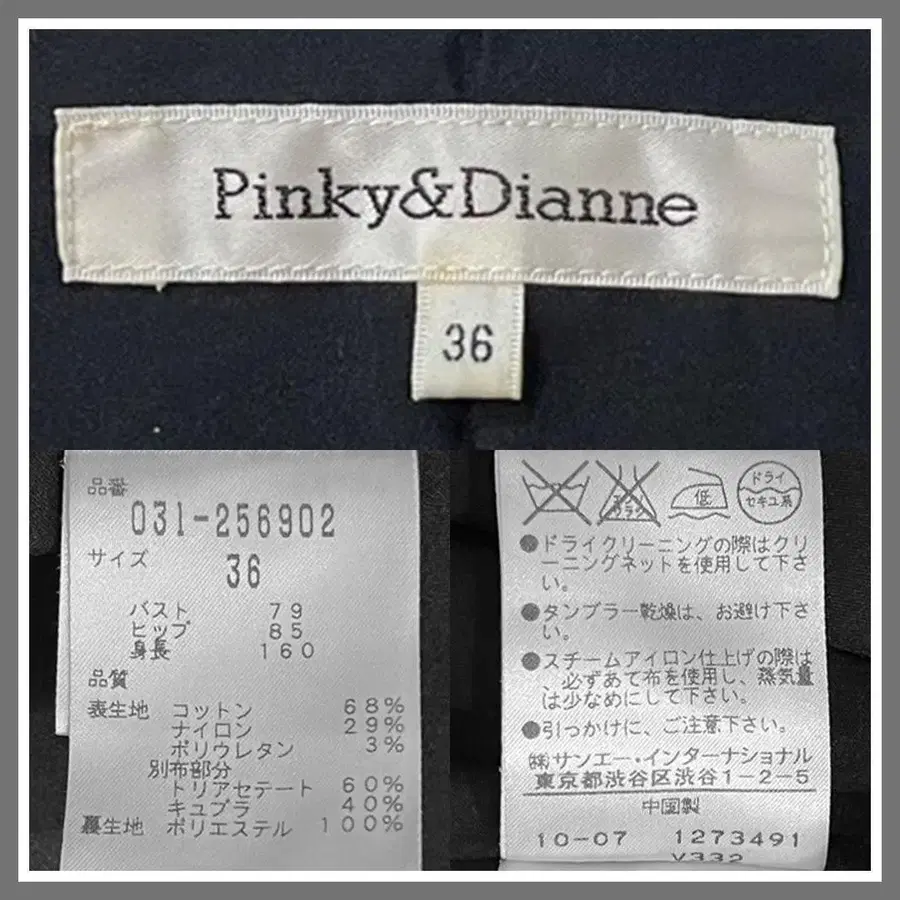 Pinky&Dianne
36
品番
031-256902
サイズ
36
バスト 79
ヒップ 85
身長 160
品質
表生地 コットン 68%
ナイロン 29%
ポリウレタン 3%
別布部分
トリアセテート 60%
キュプラ 40%
裏生地 ポリエステル 100%
低
ドライ
セキユ系
●ドライクリーニングの際はクリ
ーニングネットを使用して下さ
い。
●タンブラー乾燥は、お避け下さ
い。
●スチームアイロン仕上げの際は
、必ずあて布を使用し、蒸気量
は少なめにして下さい。
●引っかけに、ご注意下さい。
㈱サンエー・インターナショナル
東京都渋谷区渋谷1-2-5
中国製
10-07 1273491
V332